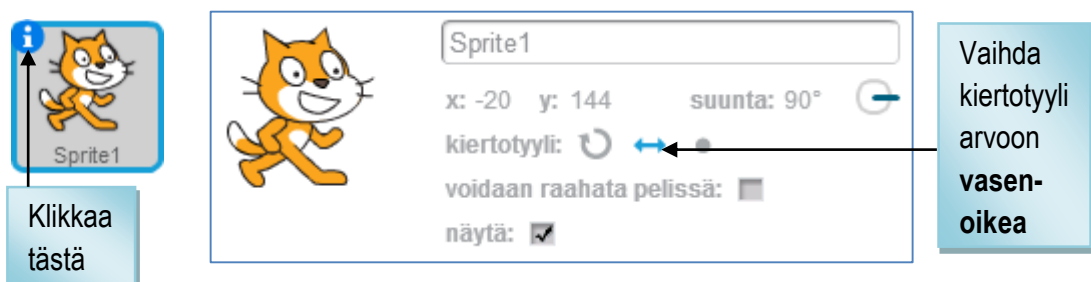 i
Sprite1
Klikkaa
tästä
Sprite1
x: -20 y: 144 suunta: 90°
kiertotyyli:
voidaan raahata pelissä:
näytä:
Vaihda
kiertotyyli
arvoon
vasen-
oikea